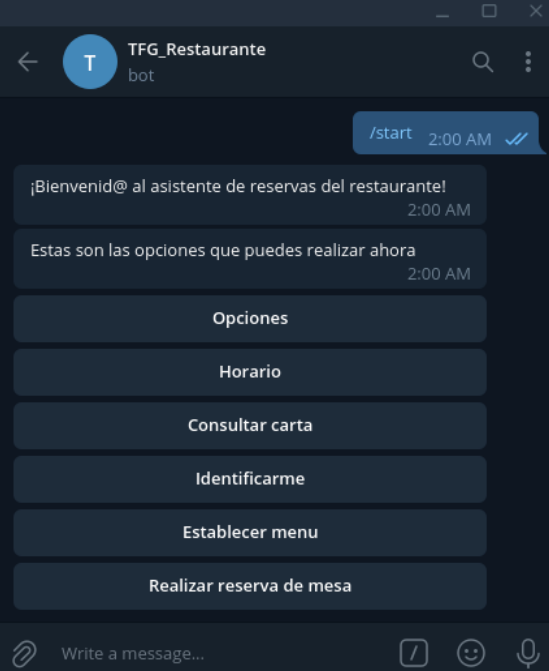 T
TFG_Restaurante
bot
/start 2:00 AM
¡Bienvenid@ al asistente de reservas del restaurante!
2:00 AM
Estas son las opciones que puedes realizar ahora
2:00 AM
Opciones
Horario
Consultar carta
Identificarme
Establecer menu
Realizar reserva de mesa
Write a message...
/